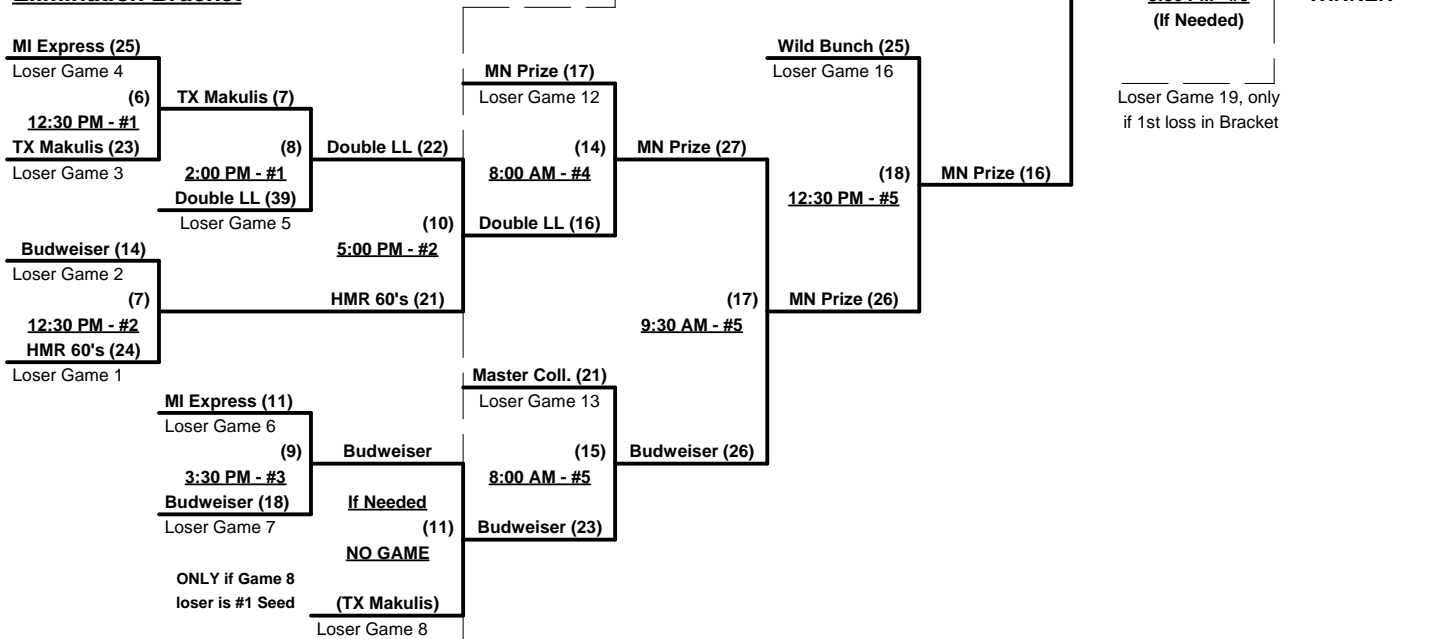 MI Express (25)
Loser Game 4
(6)
12:30 PM - #1
TX Makulis (23)
Loser Game 3
TX Makulis (7)
(8)
2:00 PM - #1
Double LL (39)
Loser Game 5
Budweiser (14)
Loser Game 2
(7)
12:30 PM - #2
HMR 60's (24)
Loser Game 1
Double LL (22)
(10)
5:00 PM - #2
HMR 60's (21)
MI Express (11)
Loser Game 6
(9)
3:30 PM - #3
Budweiser (18)
Loser Game 7
Budweiser
If Needed
(11)
NO GAME
ONLY if Game 8
loser is #1 Seed
(TX Makulis)
Loser Game 8
MN Prize (17)
Loser Game 12
(14)
8:00 AM - #4
Double LL (16)
Master Coll. (21)
Loser Game 13
(15)
8:00 AM - #5
Budweiser (23)
MN Prize (27)
(17)
9:30 AM - #5
Budweiser (26)
Wild Bunch (25)
Loser Game 16
(18)
12:30 PM - #5
MN Prize (26)
MN Prize (16)
(If Needed)
Loser Game 19, only
if 1st loss in Bracket